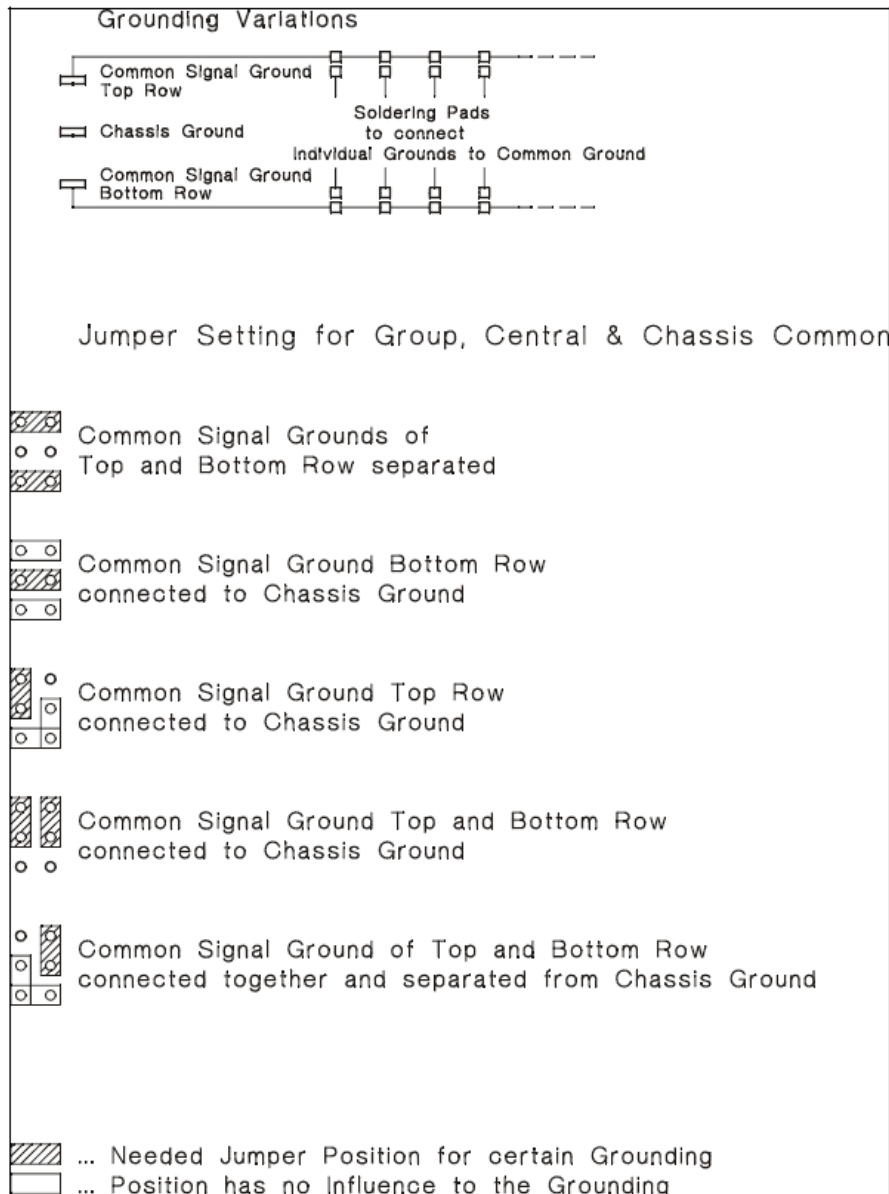 Grounding Variations
Common Signal Ground
Top Row
Chassis Ground
Common Signal Ground
Bottom Row
Soldering Pads
to connect
Individual Grounds to Common Ground
Jumper Setting for Group, Central & Chassis Common
Common Signal Grounds of
Top and Bottom Row separated
Common Signal Ground Bottom Row
connected to Chassis Ground
Common Signal Ground Top Row
connected to Chassis Ground
Common Signal Ground Top and Bottom Row
connected to Chassis Ground
Common Signal Ground of Top and Bottom Row
connected together and separated from Chassis Ground
... Needed Jumper Position for certain Grounding
... Position has no Influence to the Grounding